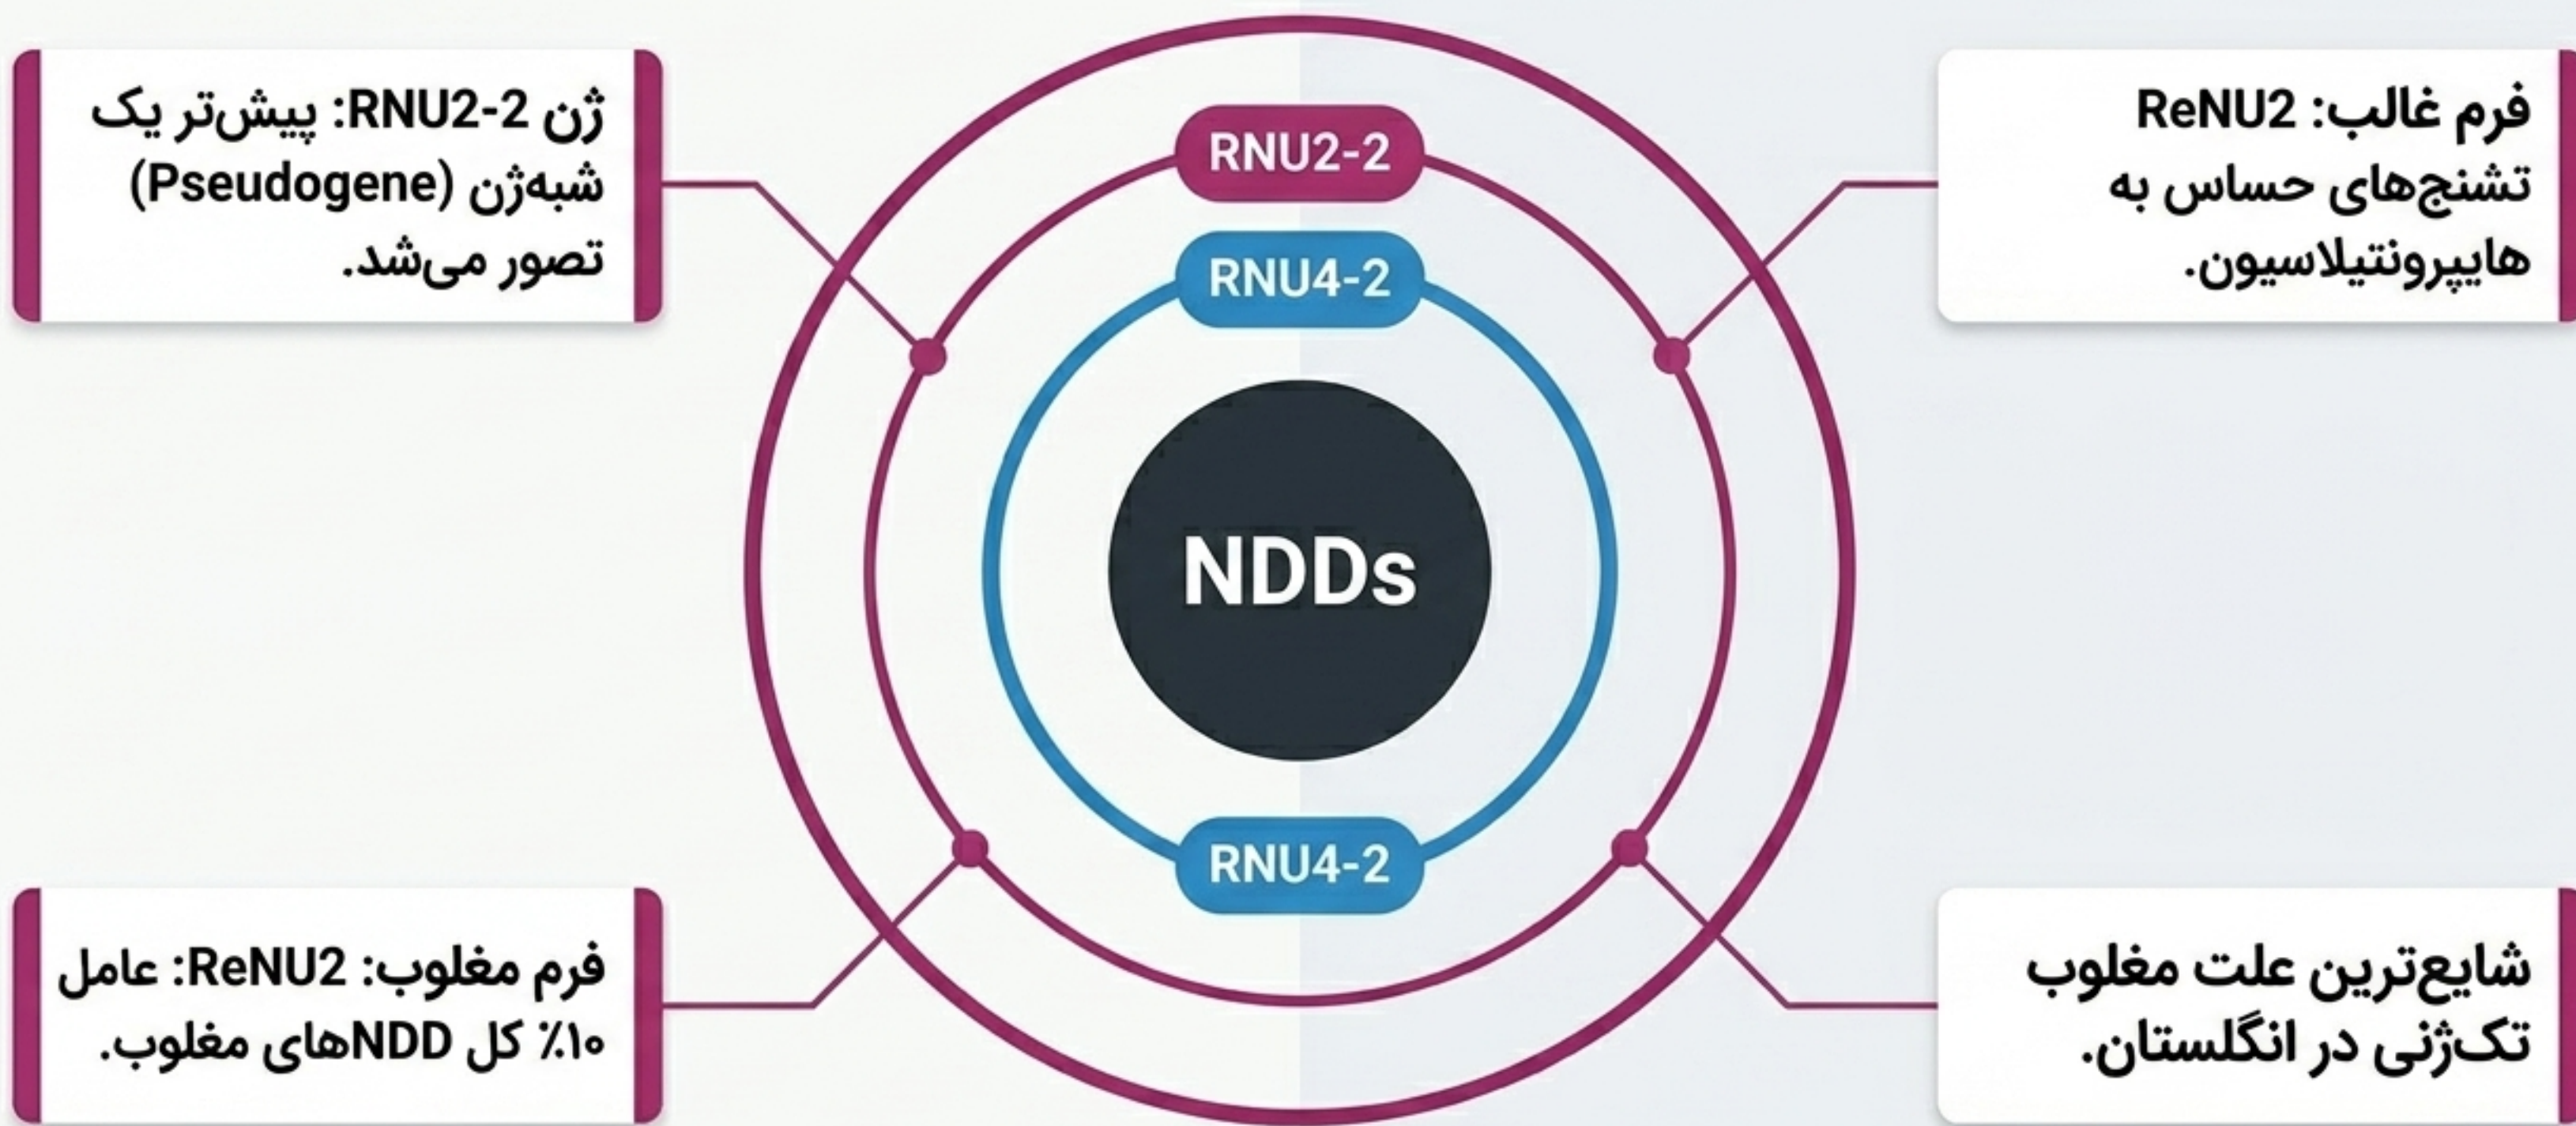 فرم غالب: ReNU2
تشنج‌های حساس به
هایپرونتیلاسیون.
ژن RNU2-2: پیش‌تر یک
شبه‌ژن (Pseudogene)
تصور می‌شد.
RNU2-2
RNU4-2
NDDs
RNU4-2
شایع‌ترین علت مغلوب
تک‌ژنی در انگلستان.
فرم مغلوب: ReNU2: عامل
۱۰٪ کل NDDهای مغلوب.